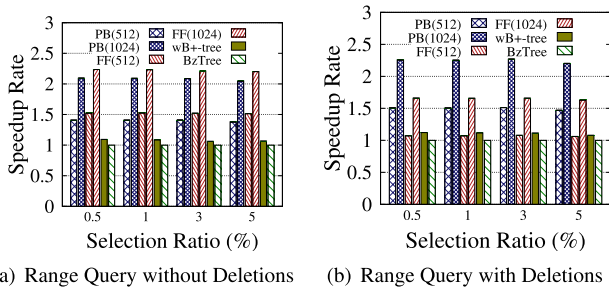 3
2.5
2
1.5
1
0.5
0
Speedup Rate
PB(512) FF(1024)
PB(1024) wB+-tree
FF(512) BzTree
0.5 1 3 5
Selection Ratio (%)
a) Range Query without Deletions
3
2.5
2
1.5
1
0.5
0
Speedup Rate
PB(512) FF(1024)
PB(1024) wB+-tree
FF(512) BzTree
0.5 1 3 5
Selection Ratio (%)
(b) Range Query with Deletions